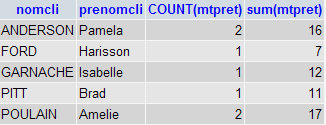 nomcli prenomcli COUNT(mtpret) sum(mtpret)
ANDERSON Pamela 2 16
FORD Harisson 1 7
GARNACHE Isabelle 1 12
PITT Brad 1 11
POULAIN Amelie 2 17